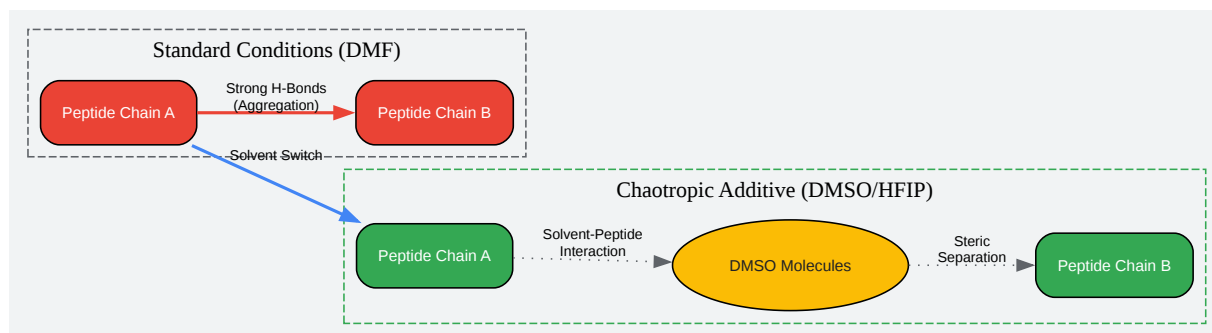 Standard Conditions (DMF)
Peptide Chain A
Strong H-Bonds
(Aggregation)
Peptide Chain B
Solvent Switch
Chaotropic Additive (DMSO/HFIP)
Peptide Chain A
Solvent-Peptide
Interaction
DMSO Molecules
Steric
Separation
Peptide Chain B